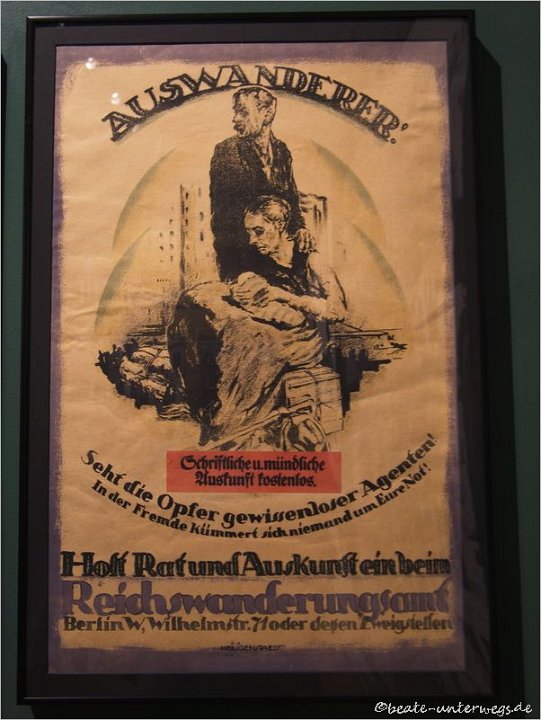 AUSWANDERER!
Schriftliche u. mündliche
Auskunft kostenlos.
Seht die Opfer gewissenloser Agenten!
In der Fremde kümmert sich niemand um Eure Not!
Holt Rat und Auskunft ein beim
Reichswanderungsamt
Berlin W, Wilhelmstr. 71 oder dessen Zweigstellen
©beate-unterwegs.de